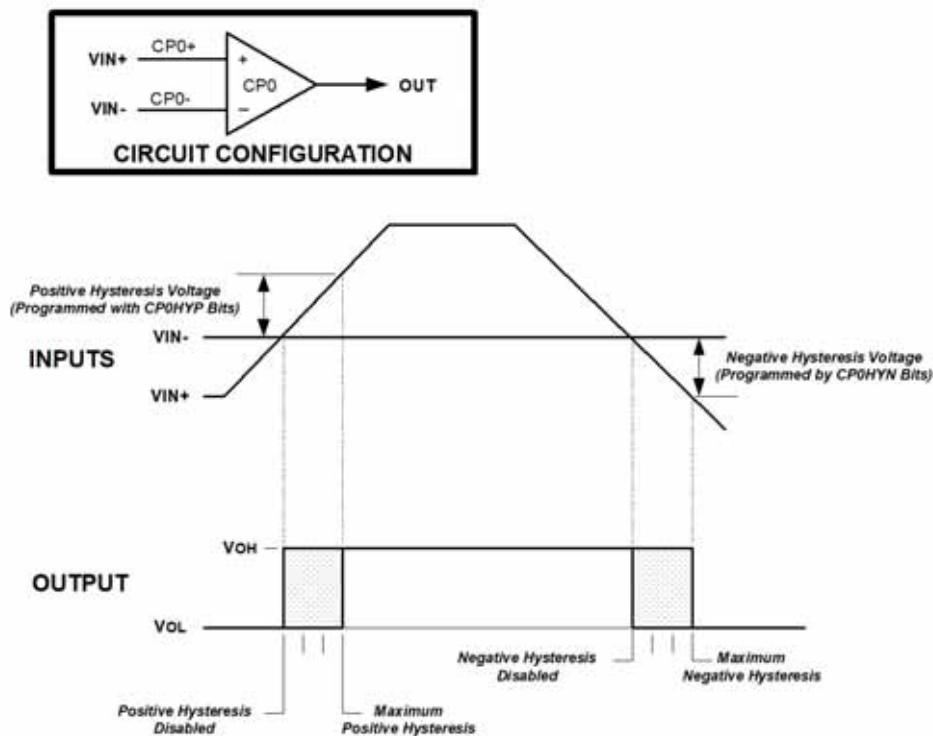 VIN+
CP0+
+
CP0
OUT
VIN-
CP0-
−
CIRCUIT CONFIGURATION
Positive Hysteresis Voltage
(Programmed with CP0HYP Bits)
VIN-
INPUTS
Negative Hysteresis Voltage
(Programmed by CP0HYN Bits)
VIN+
VOH
OUTPUT
VOL
Negative Hysteresis
Disabled
Maximum
Negative Hysteresis
Positive Hysteresis
Disabled
Maximum
Positive Hysteresis